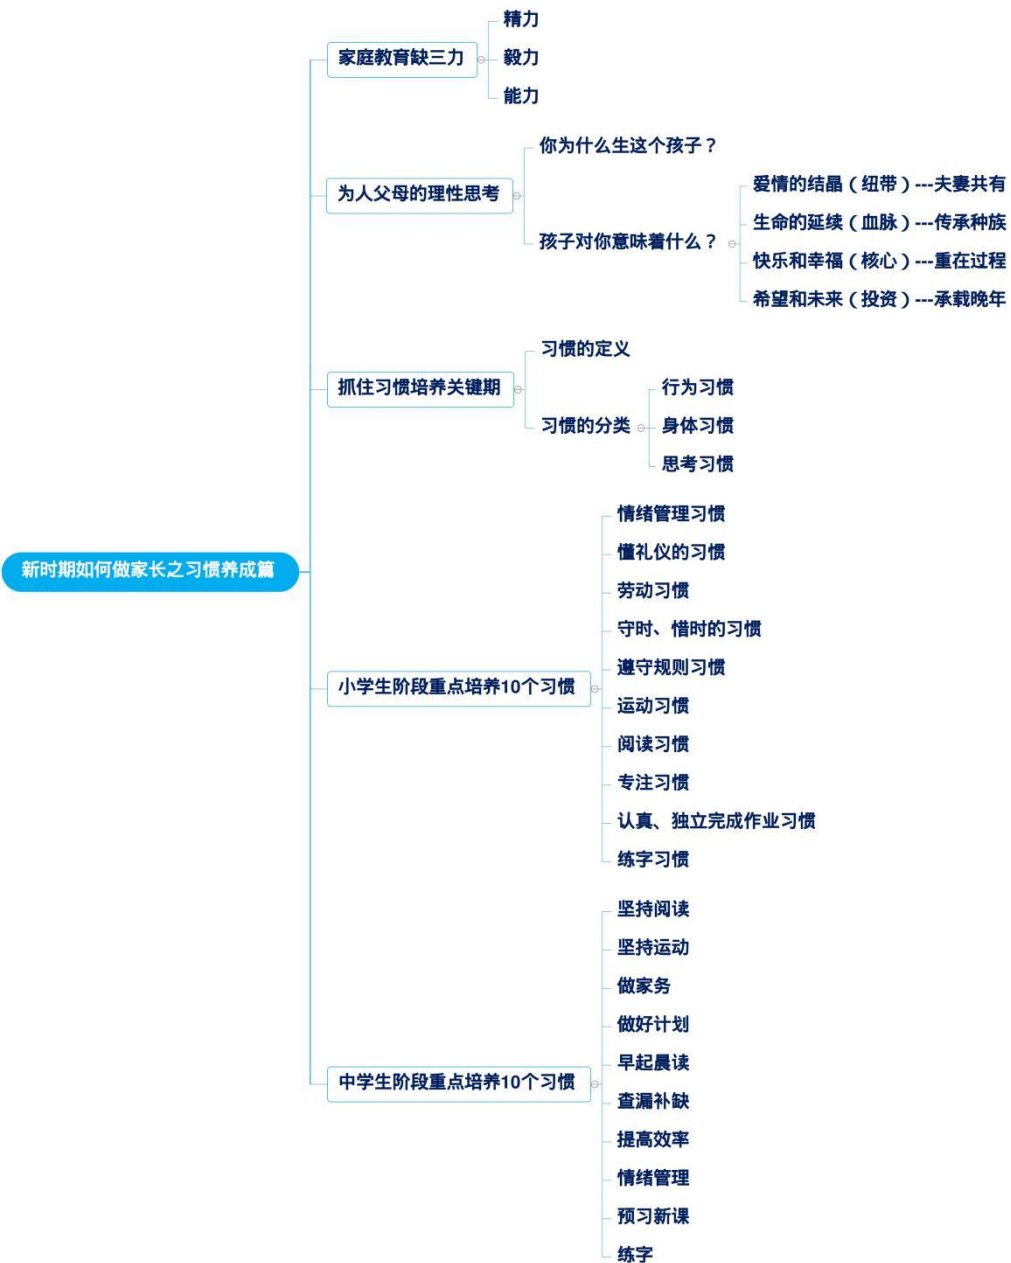 新时期如何做家长之习惯养成篇
家庭教育缺三力
精力
毅力
能力
为人父母的理性思考
你为什么生这个孩子？
孩子对你意味着什么？
爱情的结晶（纽带）---夫妻共有
生命的延续（血脉）---传承种族
快乐和幸福（核心）---重在过程
希望和未来（投资）---承载晚年
抓住习惯培养关键期
习惯的定义
习惯的分类
行为习惯
身体习惯
思考习惯
小学生阶段重点培养10个习惯
情绪管理习惯
懂礼仪的习惯
劳动习惯
守时、惜时的习惯
遵守规则习惯
运动习惯
阅读习惯
专注习惯
认真、独立完成作业习惯
练字习惯
中学生阶段重点培养10个习惯
坚持阅读
坚持运动
做家务
做好计划
早起晨读
查漏补缺
提高效率
情绪管理
预习新课
练字